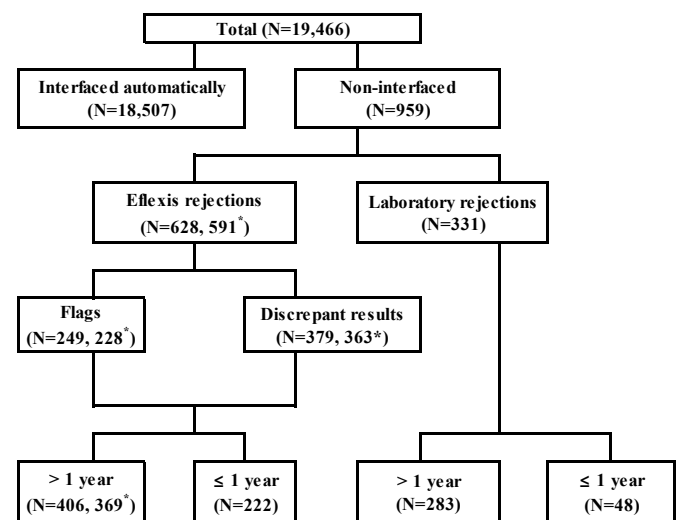 Total (N=19,466)
Interfaced automatically
(N=18,507)
Non-interfaced
(N=959)
Eflexis rejections
(N=628, 591*)
Laboratory rejections
(N=331)
Flags
(N=249, 228*)
Discrepant results
(N=379, 363*)
> 1 year
(N=406, 369*)
≤ 1 year
(N=222)
> 1 year
(N=283)
≤ 1 year
(N=48)